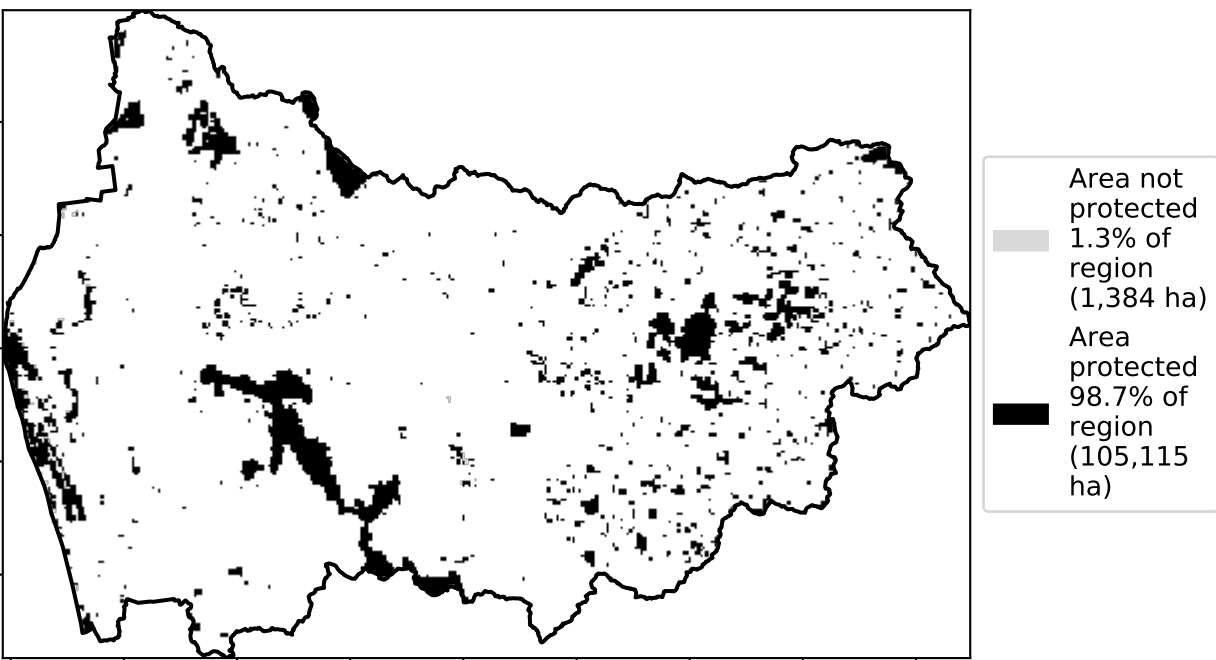 Area not
protected
1.3% of
region
(1,384 ha)
Area
protected
98.7% of
region
(105,115
ha)